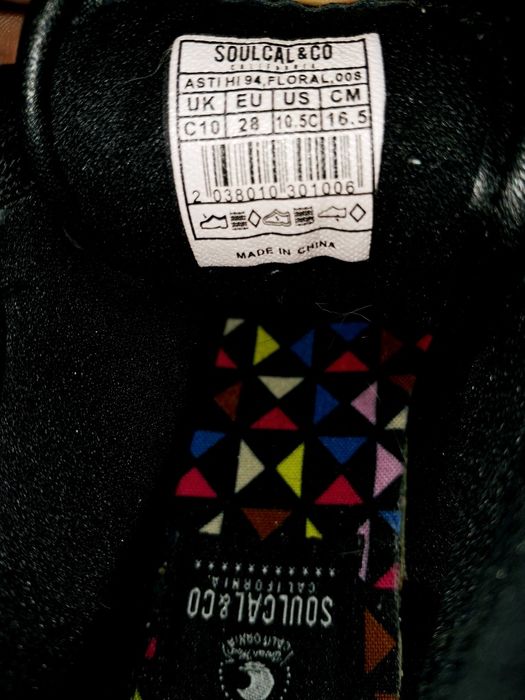 SOULCAL&CO
CALIFORNIA
ASTI HI 94,FLORAL,00S
UK EU US CM
C10 28 10.5C 16.5
2 038010 301006
MADE IN CHINA
CALIFORNIA.
SOULCAL&CO
CALIFORNIA